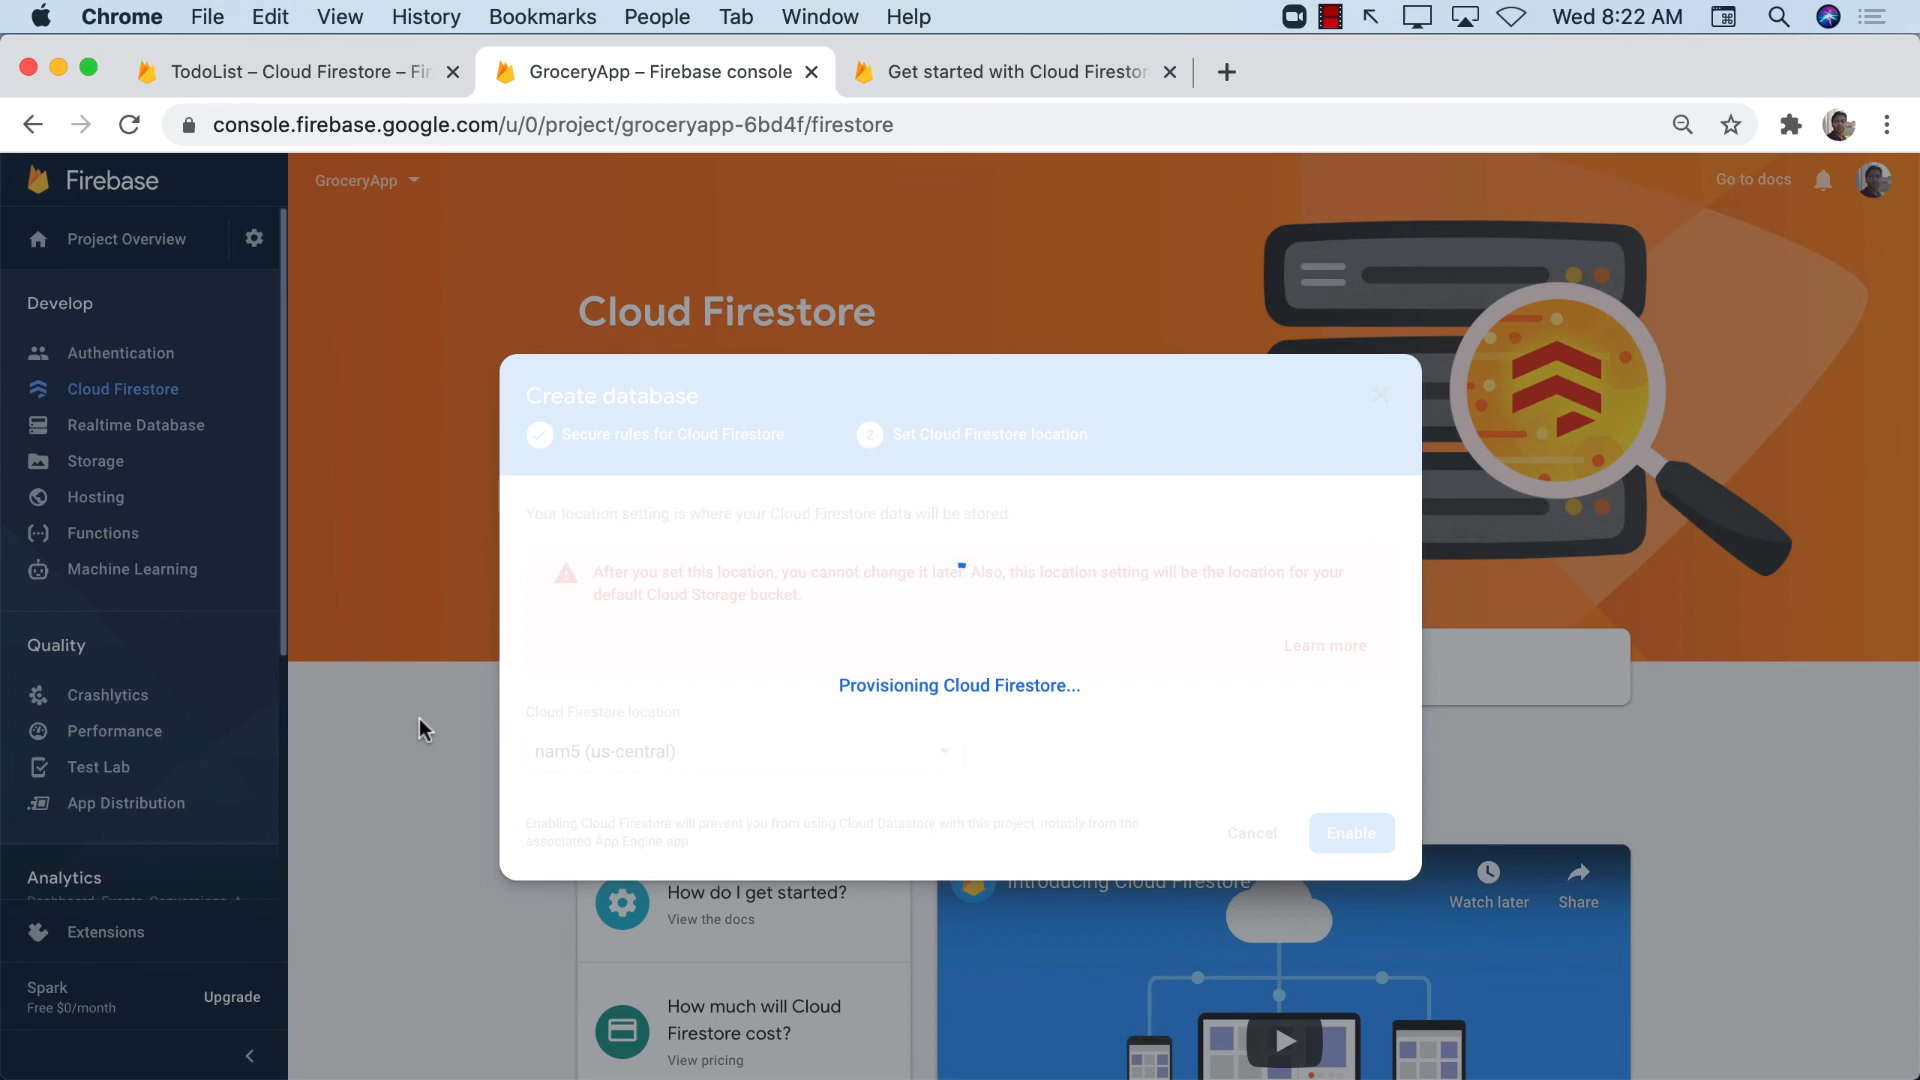 Chrome File Edit View History Bookmarks People Tab Window Help
Wed 8:22 AM
TodoList – Cloud Firestore – Fir
GroceryApp – Firebase console
Get started with Cloud Firestor
console.firebase.google.com/u/0/project/groceryapp-6bd4f/firestore
Firebase
GroceryApp
Go to docs
Project Overview
Develop
Authentication
Cloud Firestore
Realtime Database
Storage
Hosting
Functions
Machine Learning
Quality
Crashlytics
Performance
Test Lab
App Distribution
Analytics
Extensions
Spark
Free $0/month
Upgrade
Cloud Firestore
Create database
Secure rules for Cloud Firestore
2 Set Cloud Firestore location
Your location setting is where your Cloud Firestore data will be stored.
After you set this location, you cannot change it later. Also, this location setting will be the location for your
default Cloud Storage bucket.
Learn more
Provisioning Cloud Firestore...
Cloud Firestore location
nam5 (us-central)
Enabling Cloud Firestore will prevent you from using Cloud Datastore with this project, notably from the
associated App Engine app
Cancel
Enable
How do I get started?
View the docs
How much will Cloud
Firestore cost?
View pricing
Introducing Cloud Firestore
Watch later
Share